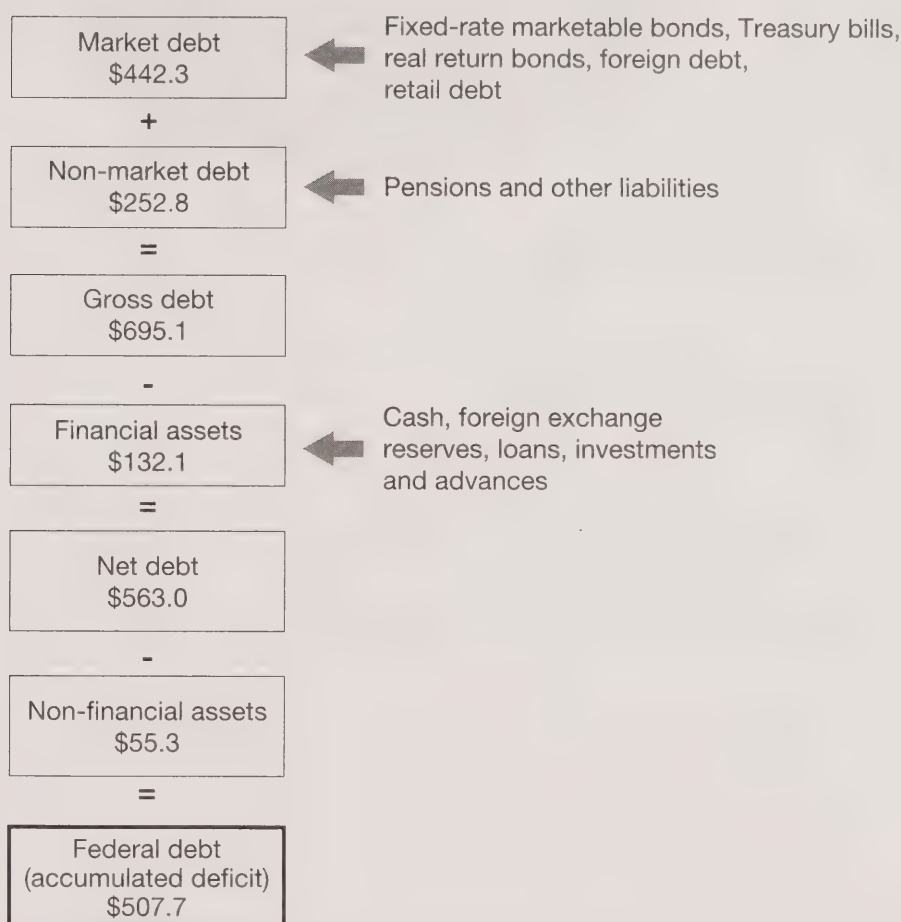 Market debt
$442.3
Fixed-rate marketable bonds, Treasury bills,
real return bonds, foreign debt,
retail debt
+
Non-market debt
$252.8
Pensions and other liabilities
=
Gross debt
$695.1
-
Financial assets
$132.1
Cash, foreign exchange
reserves, loans, investments
and advances
=
Net debt
$563.0
-
Non-financial assets
$55.3
=
Federal debt
(accumulated deficit)
$507.7